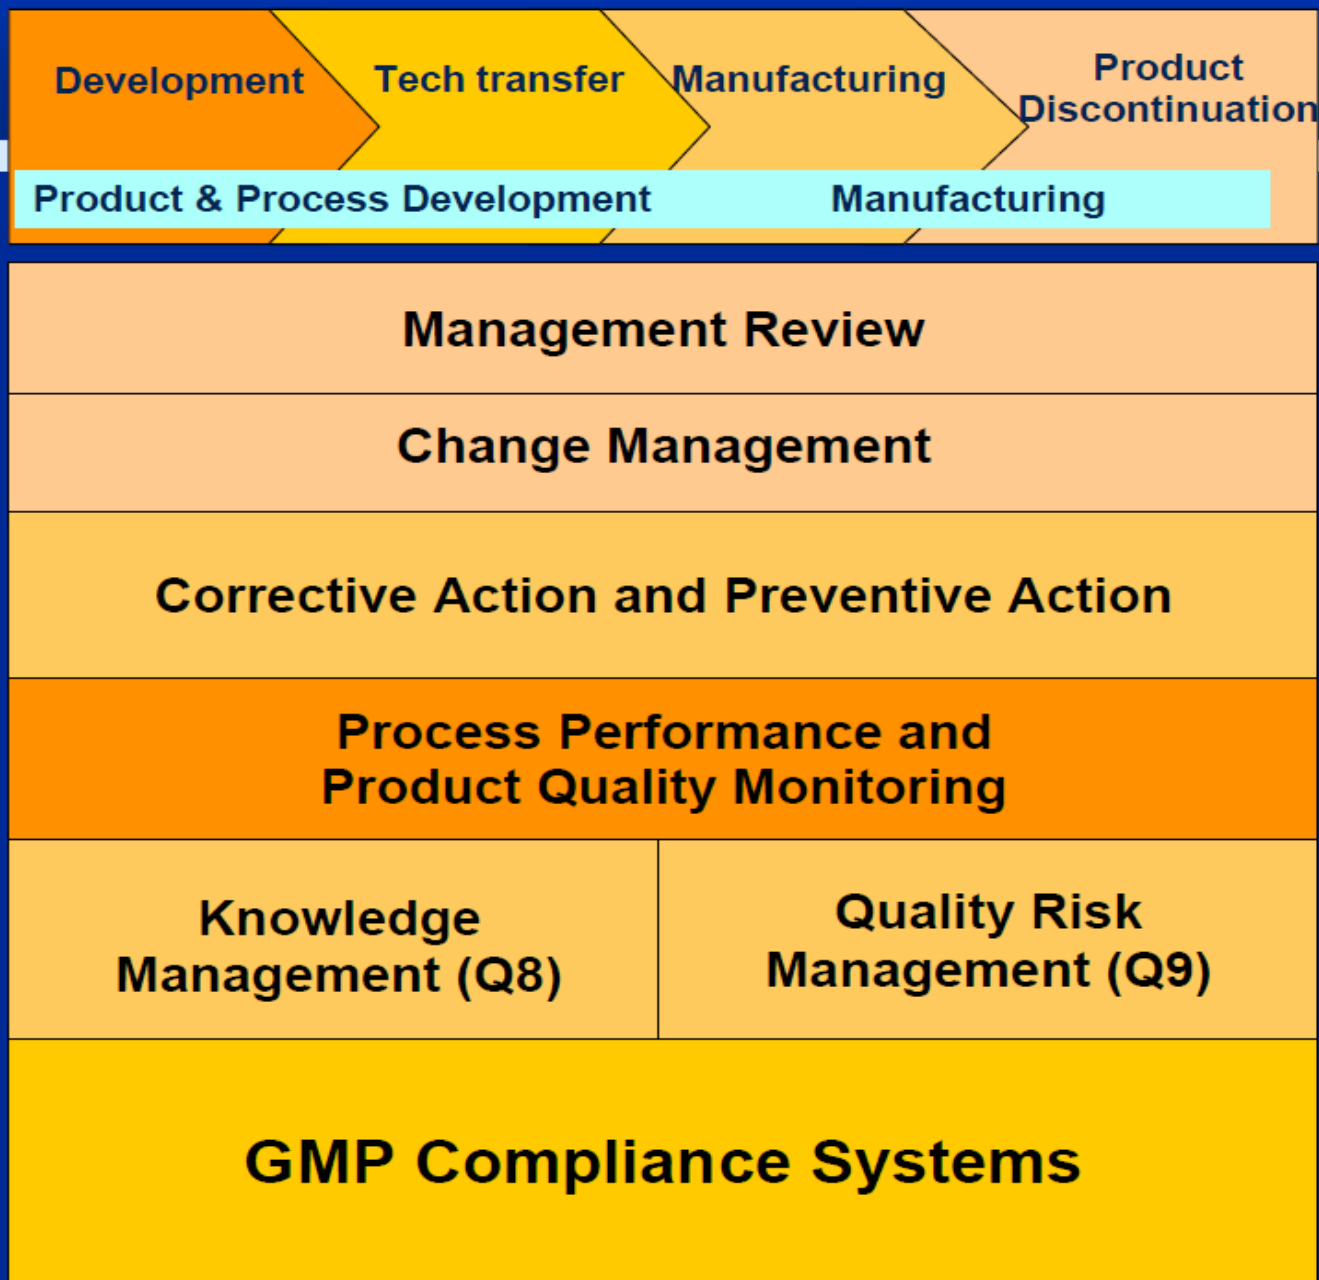 Development
Tech transfer
Manufacturing
Product
Discontinuation
Product & Process Development
Manufacturing
Management Review
Change Management
Corrective Action and Preventive Action
Process Performance and
Product Quality Monitoring
Knowledge
Management (Q8)
Quality Risk
Management (Q9)
GMP Compliance Systems